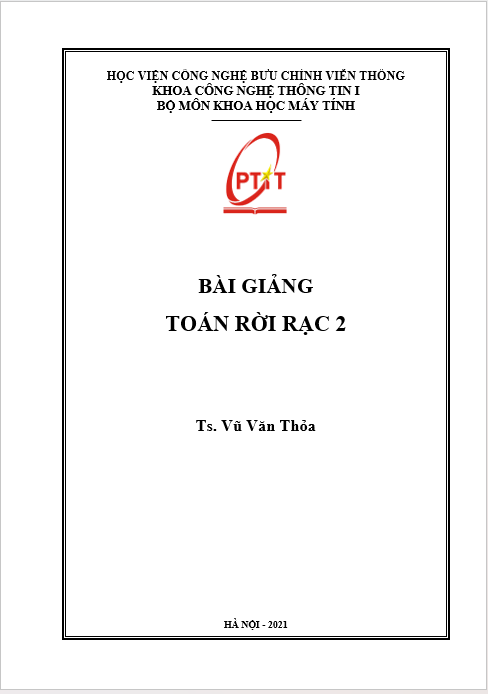 HỌC VIỆN CÔNG NGHỆ BƯU CHÍNH VIỄN THÔNG
KHOA CÔNG NGHỆ THÔNG TIN I
BỘ MÔN KHOA HỌC MÁY TÍNH
PTIT
BÀI GIẢNG
TOÁN RỜI RẠC 2
Ts. Vũ Văn Thỏa
HÀ NỘI - 2021